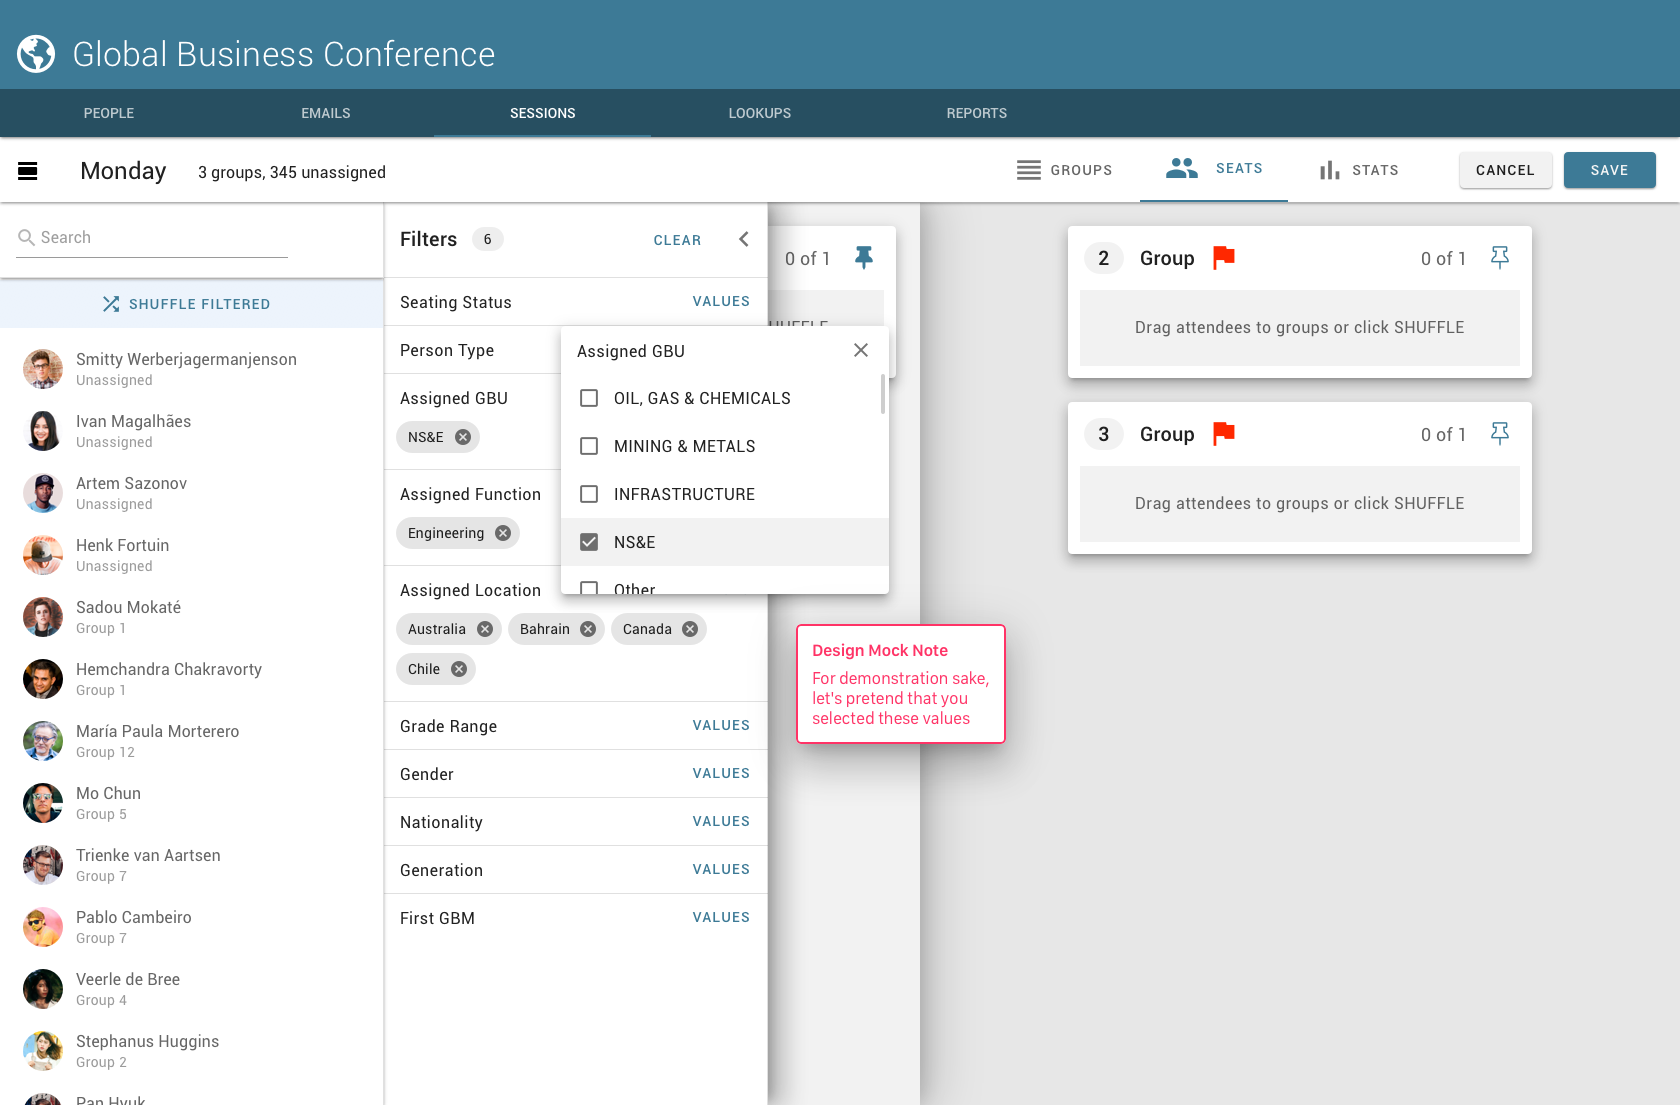 Global Business Conference
PEOPLE
EMAILS
SESSIONS
LOOKUPS
REPORTS
Monday
3 groups, 345 unassigned
GROUPS
SEATS
STATS
CANCEL
SAVE
Search
SHUFFLE FILTERED
Smitty Werberjagermanjenson
Unassigned
Ivan Magalhães
Unassigned
Artem Sazonov
Unassigned
Henk Fortuin
Unassigned
Sadou Mokaté
Group 1
Hemchandra Chakravorty
Group 1
María Paula Morterero
Group 12
Mo Chun
Group 5
Trienke van Aartsen
Group 7
Pablo Cambeiro
Group 7
Veerle de Bree
Group 4
Stephanus Huggins
Group 2
Pan Hyuk
Filters 6
CLEAR
Seating Status VALUES
Person Type
Assigned GBU
NS&E
Assigned Function
Engineering
Assigned Location
Australia Bahrain Canada
Chile
Grade Range VALUES
Gender VALUES
Nationality VALUES
Generation VALUES
First GBM VALUES
Assigned GBU
OIL, GAS & CHEMICALS
MINING & METALS
INFRASTRUCTURE
NS&E
Other
0 of 1
SHUFFLE
Design Mock Note
For demonstration sake,
let's pretend that you
selected these values
2 Group 0 of 1
Drag attendees to groups or click SHUFFLE
3 Group 0 of 1
Drag attendees to groups or click SHUFFLE